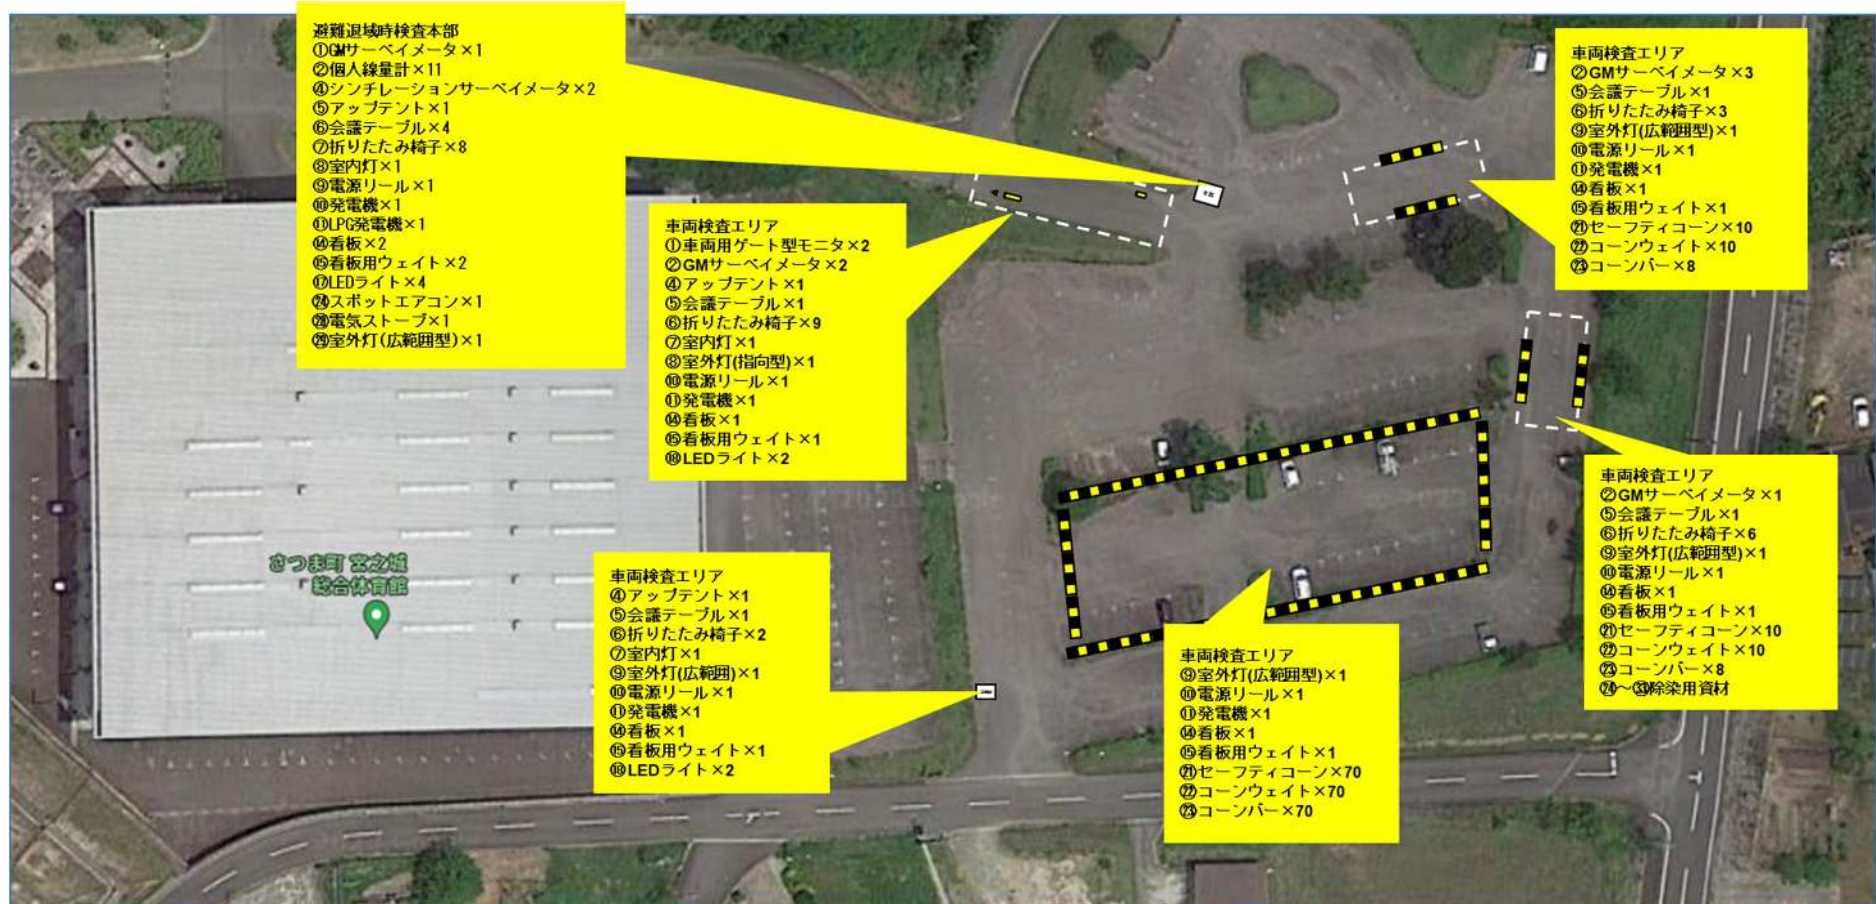 避難退域時検査本部
①GMサーベイメータ×1
②個人線量計×11
④シンチレーションサーベイメータ×2
⑤アップテント×1
⑥会議テーブル×4
⑦折りたたみ椅子×8
⑧室内灯×1
⑨電源リール×1
⑩発電機×1
⑪LPG発電機×1
⑭看板×2
⑮看板用ウェイト×2
⑰LEDライト×4
㉔スポットエアコン×1
㉘電気ストーブ×1
㉙室外灯(広範囲型)×1
車両検査エリア
①車両用ゲート型モニタ×2
②GMサーベイメータ×2
④アップテント×1
⑤会議テーブル×1
⑥折りたたみ椅子×9
⑦室内灯×1
⑧室外灯(指向型)×1
⑩電源リール×1
⑪発電機×1
⑭看板×1
⑮看板用ウェイト×1
⑱LEDライト×2
車両検査エリア
②GMサーベイメータ×3
⑤会議テーブル×1
⑥折りたたみ椅子×3
⑨室外灯(広範囲型)×1
⑩電源リール×1
⑪発電機×1
⑭看板×1
⑮看板用ウェイト×1
㉑セーフティコーン×10
㉒コーンウェイト×10
㉓コーンバー×8
車両検査エリア
②GMサーベイメータ×1
⑤会議テーブル×1
⑥折りたたみ椅子×6
⑨室外灯(広範囲型)×1
⑩電源リール×1
⑭看板×1
⑮看板用ウェイト×1
㉑セーフティコーン×10
㉒コーンウェイト×10
㉓コーンバー×8
㉔～㉝除染用資材
さつま町 宮之城
総合体育館
車両検査エリア
④アップテント×1
⑤会議テーブル×1
⑥折りたたみ椅子×2
⑦室内灯×1
⑨室外灯(広範囲)×1
⑩電源リール×1
⑪発電機×1
⑭看板×1
⑮看板用ウェイト×1
⑱LEDライト×2
車両検査エリア
⑨室外灯(広範囲型)×1
⑩電源リール×1
⑪発電機×1
⑭看板×1
⑮看板用ウェイト×1
㉑セーフティコーン×70
㉒コーンウェイト×70
㉓コーンバー×70